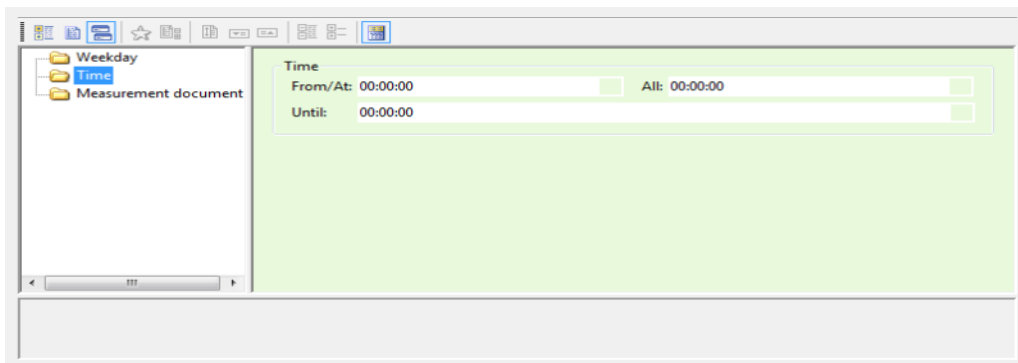 Weekday
Time
Measurement document
Time
From/At: 00:00:00 All: 00:00:00
Until: 00:00:00